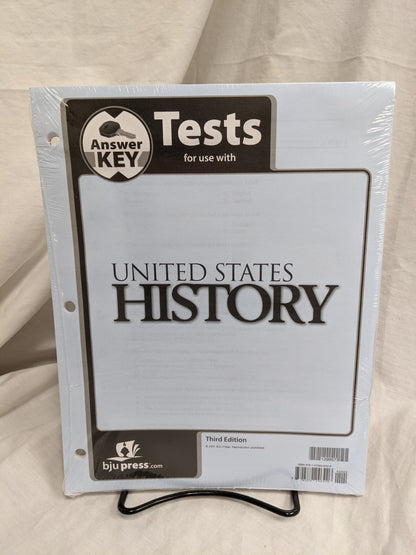 Answer
KEY
Tests
for use with
UNITED STATES
HISTORY
bjupress.com
Third Edition